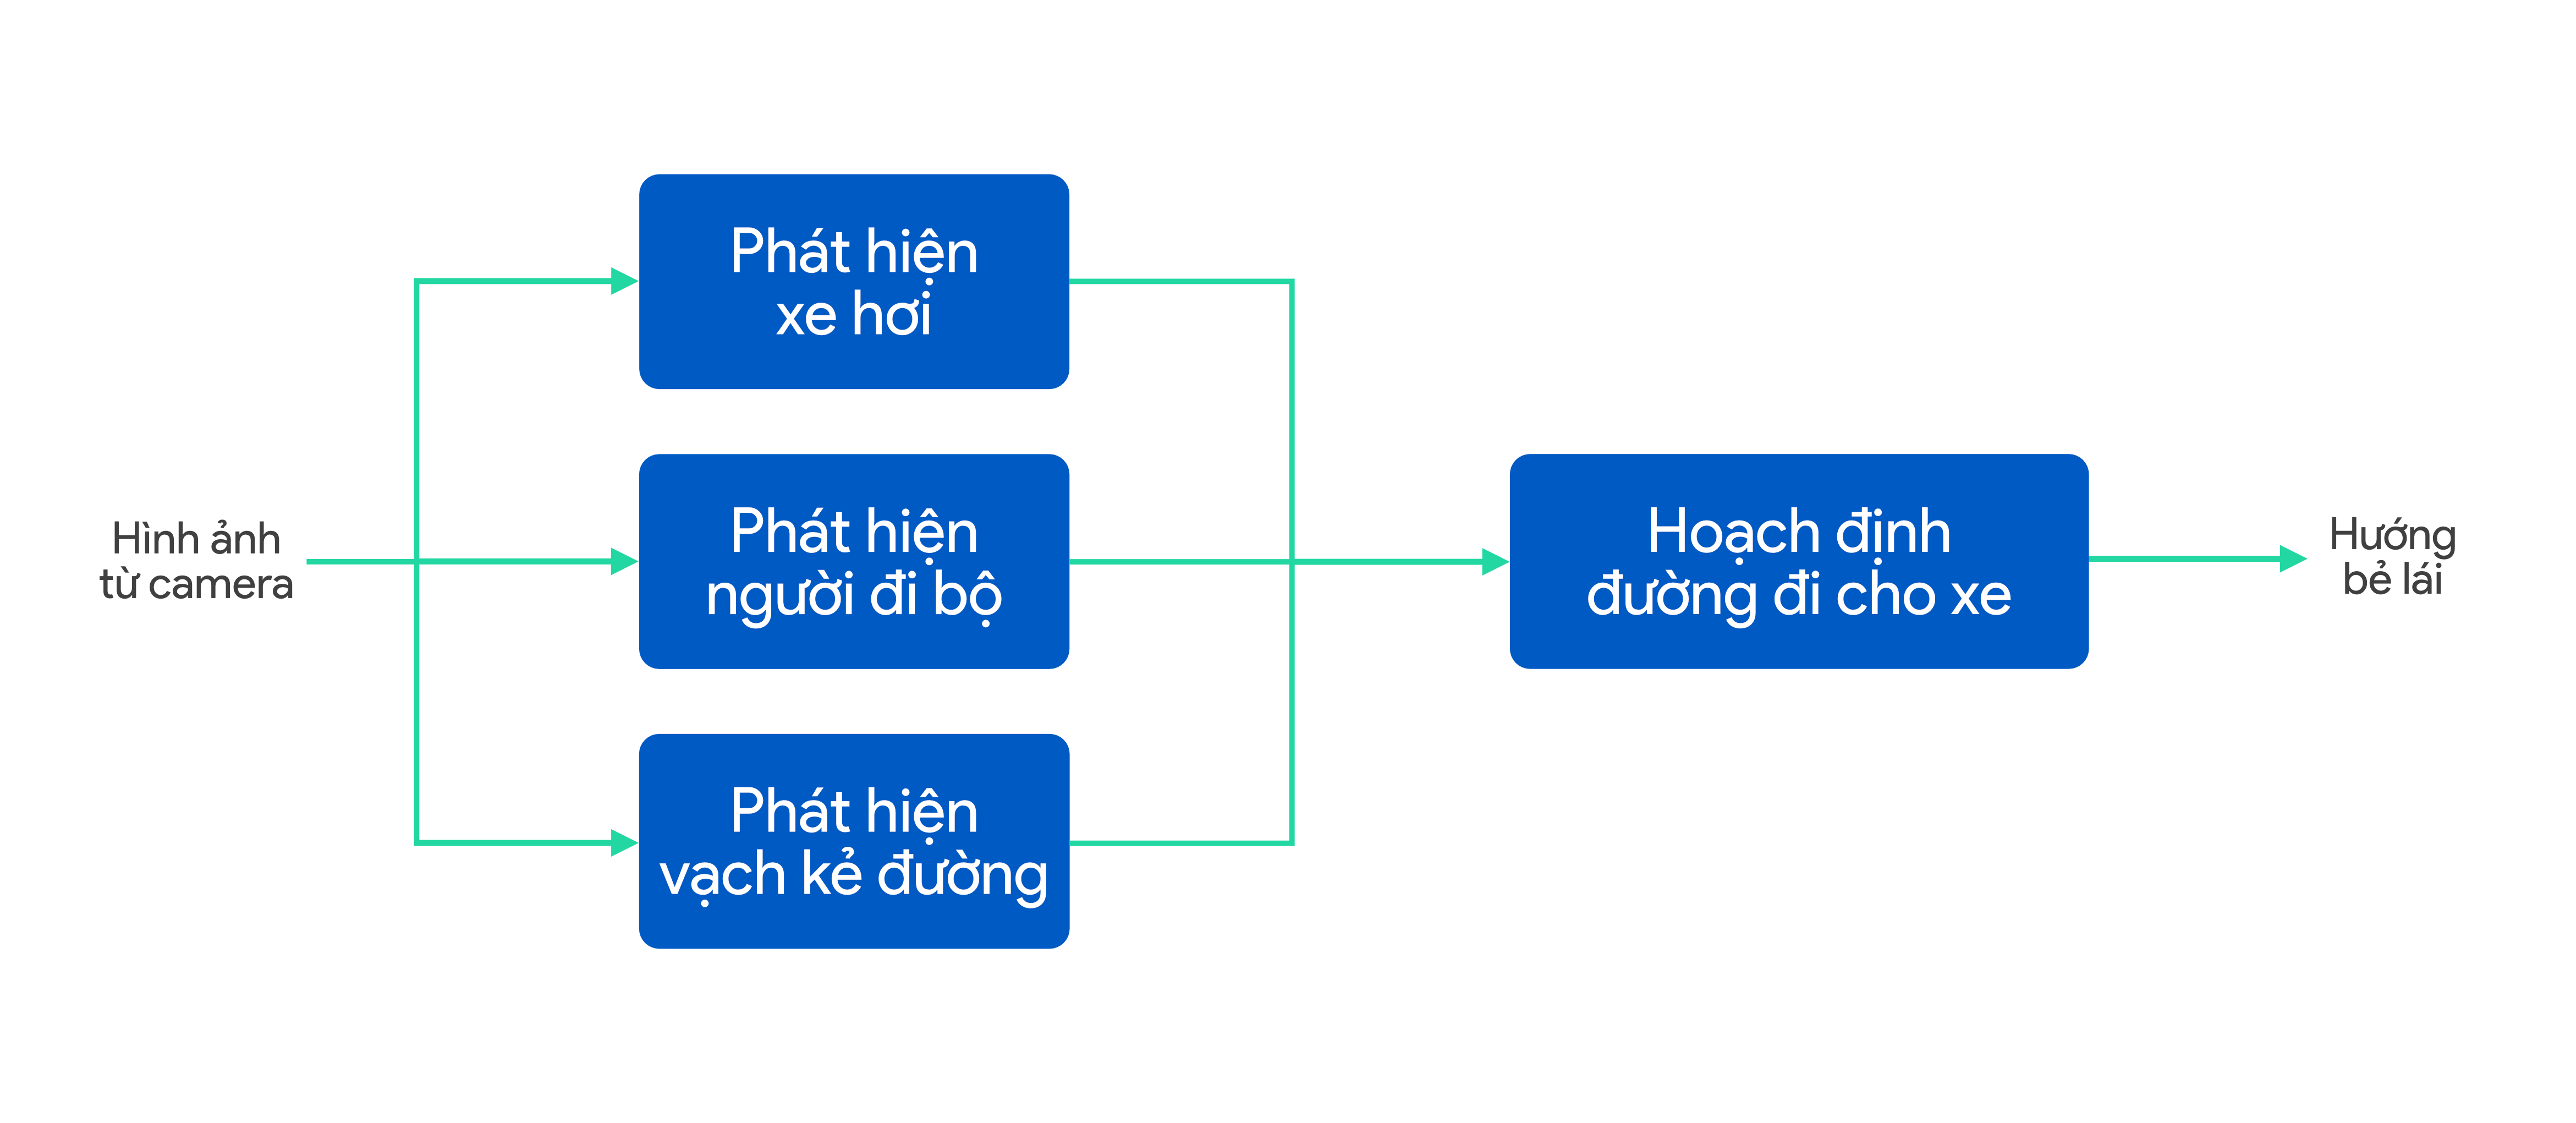 Hình ảnh
từ camera
Phát hiện
xe hơi
Phát hiện
người đi bộ
Phát hiện
vạch kẻ đường
Hoạch định
đường đi cho xe
Hướng
bẻ lái